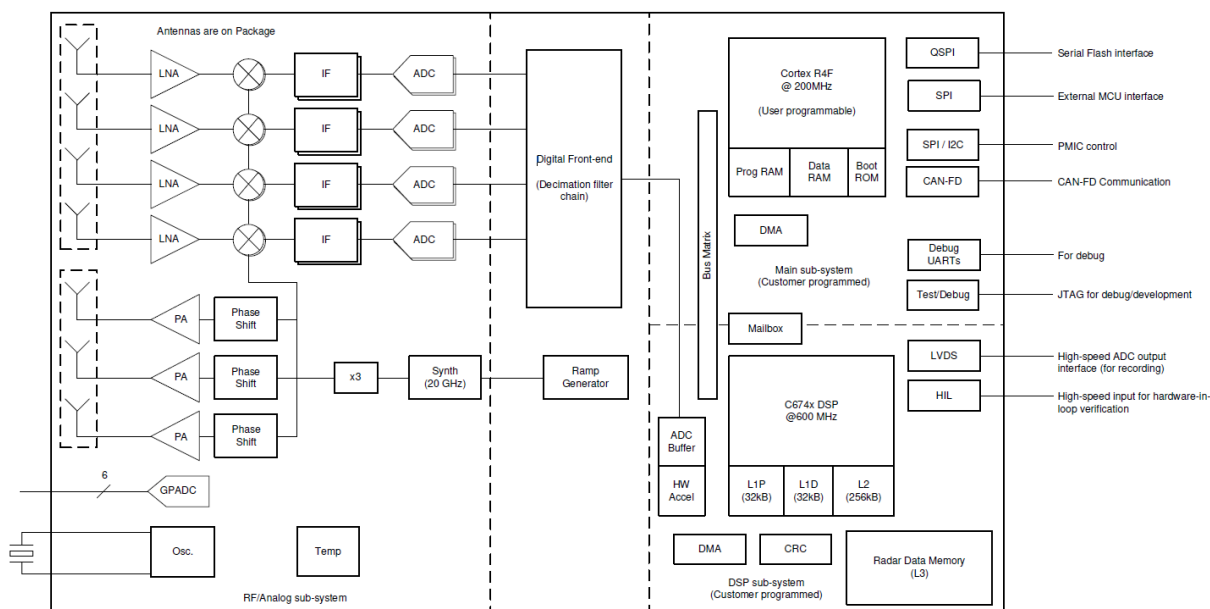 Antennas are on Package
LNA
IF
ADC
LNA
IF
ADC
LNA
IF
ADC
LNA
IF
ADC
PA
Phase
Shift
PA
Phase
Shift
PA
Phase
Shift
x3
Synth
(20 GHz)
6
GPADC
Osc.
Temp
RF/Analog sub-system
Digital Front-end
(Decimation filter
chain)
Ramp
Generator
Cortex R4F
@ 200MHz
(User programmable)
Prog RAM
Data
RAM
Boot
ROM
DMA
Bus Matrix
Main sub-system
(Customer programmed)
Mailbox
QSPI
Serial Flash interface
SPI
External MCU interface
SPI / I2C
PMIC control
CAN-FD
CAN-FD Communication
Debug
UARTs
For debug
Test/Debug
JTAG for debug/development
LVDS
High-speed ADC output
interface (for recording)
HIL
High-speed input for hardware-in-
loop verification
C674x DSP
@600 MHz
ADC
Buffer
HW
Accel
L1P
(32kB)
L1D
(32kB)
L2
(256kB)
DMA
CRC
Radar Data Memory
(L3)
DSP sub-system
(Customer programmed)